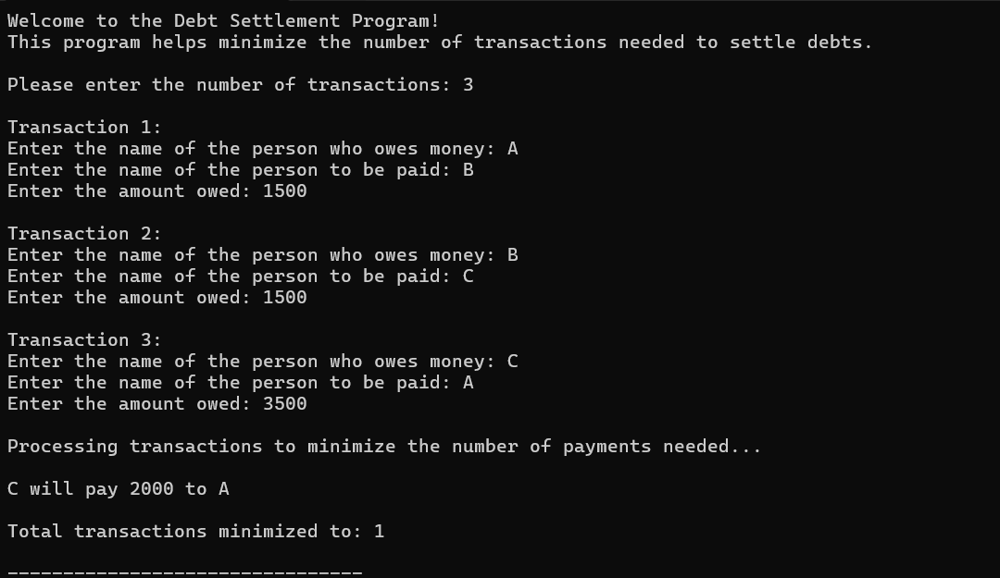 Welcome to the Debt Settlement Program!
This program helps minimize the number of transactions needed to settle debts.
Please enter the number of transactions: 3
Transaction 1:
Enter the name of the person who owes money: A
Enter the name of the person to be paid: B
Enter the amount owed: 1500
Transaction 2:
Enter the name of the person who owes money: B
Enter the name of the person to be paid: C
Enter the amount owed: 1500
Transaction 3:
Enter the name of the person who owes money: C
Enter the name of the person to be paid: A
Enter the amount owed: 3500
Processing transactions to minimize the number of payments needed...
C will pay 2000 to A
Total transactions minimized to: 1
--------------------------------